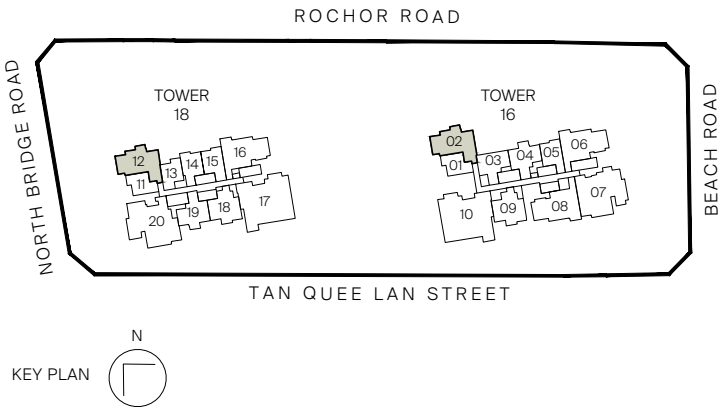 ROCHOR ROAD
NORTH BRIDGE ROAD
BEACH ROAD
TOWER
18
12
11
13
14
15
16
20
19
18
17
TOWER
16
02
01
03
04
05
06
10
09
08
07
TAN QUEE LAN STREET
N
KEY PLAN